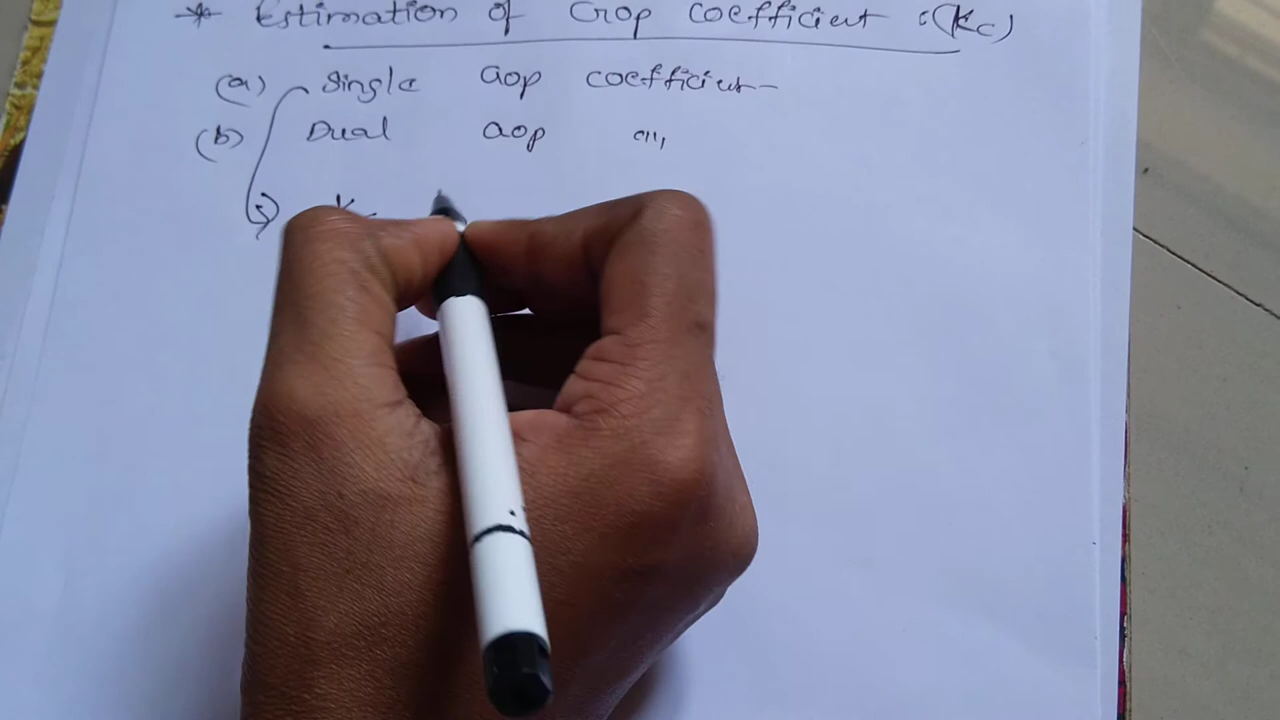 * Estimation of Crop coefficient :(Kc)
(a) Single crop coefficient
(b) Dual crop "
(i) K